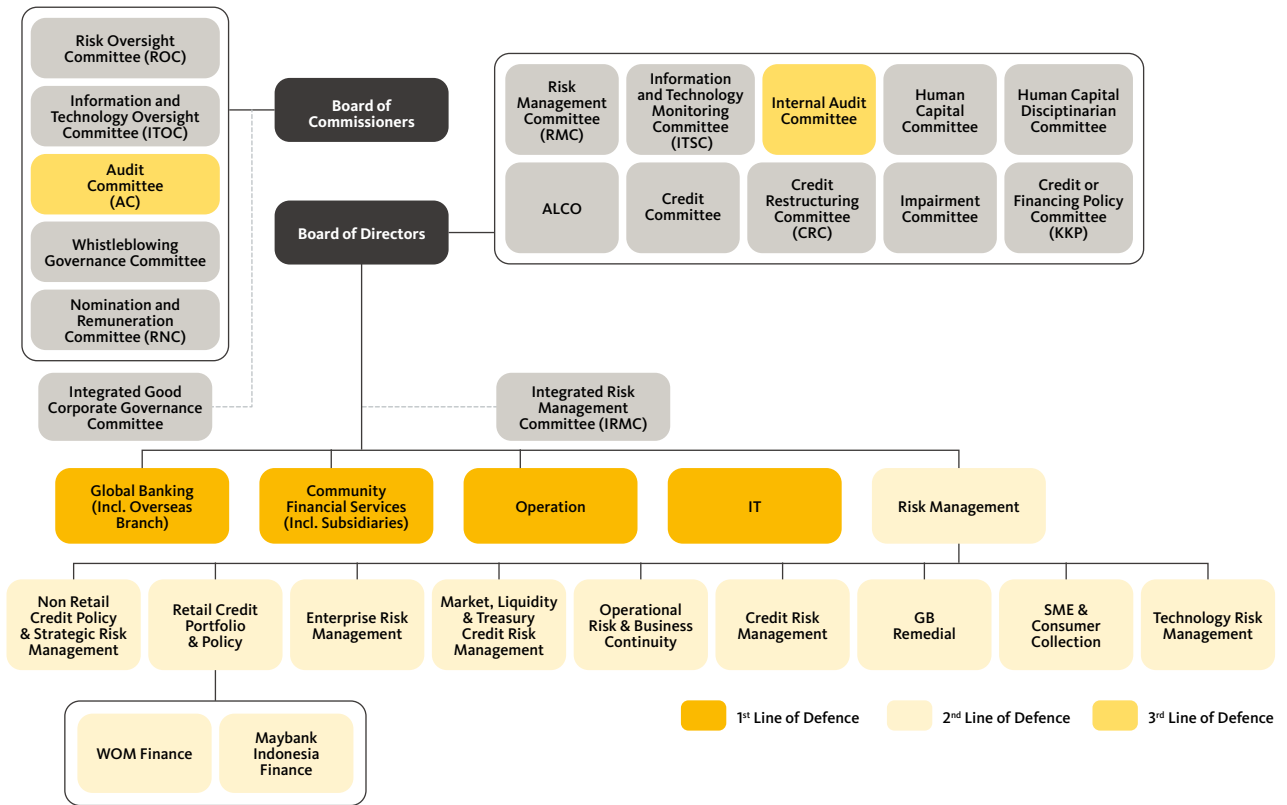 Risk Oversight
Committee (ROC)
Information and
Technology Oversight
Committee (ITOC)
Audit
Committee
(AC)
Whistleblowing
Governance Committee
Nomination and
Remuneration
Committee (RNC)
Integrated Good
Corporate Governance
Committee
Board of
Commissioners
Board of Directors
Risk
Management
Committee
(RMC)
Information
and Technology
Monitoring
Committee
(ITSC)
Internal Audit
Committee
Human
Capital
Committee
Human Capital
Disciptinarian
Committee
ALCO
Credit
Committee
Credit
Restructuring
Committee
(CRC)
Impairment
Committee
Credit or
Financing Policy
Committee
(KKP)
Integrated Risk
Management
Committee (IRMC)
Global Banking
(Incl. Overseas
Branch)
Community
Financial Services
(Incl. Subsidiaries)
Operation
IT
Risk Management
Non Retail
Credit Policy
& Strategic Risk
Management
Retail Credit
Portfolio
& Policy
Enterprise Risk
Management
Market, Liquidity
& Treasury
Credit Risk
Management
Operational
Risk & Business
Continuity
Credit Risk
Management
GB
Remedial
SME &
Consumer
Collection
Technology Risk
Management
WOM Finance
Maybank
Indonesia
Finance
1st Line of Defence
2nd Line of Defence
3rd Line of Defence